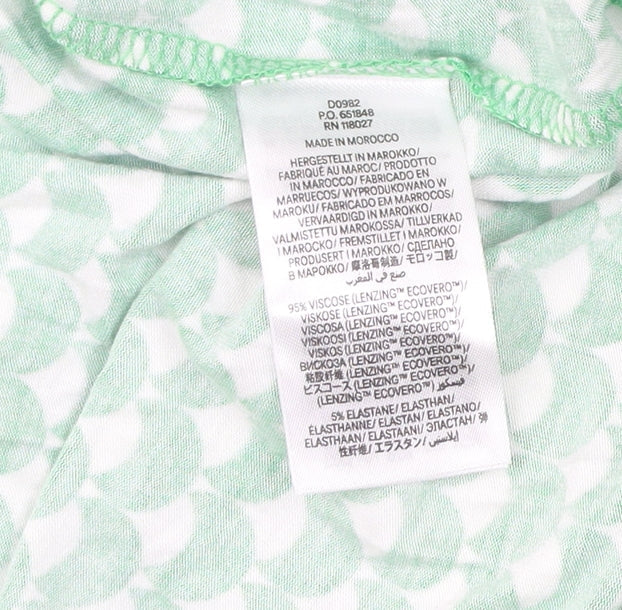 D0982
P.O. 651848
RN 118027
MADE IN MOROCCO
HERGESTELLT IN MAROKKO/
FABRIQUÉ AU MAROC/ PRODOTTO
IN MAROCCO/ FABRICADO EN
MARRUECOS/ WYPRODUKOWANO W
MAROKU/ FABRICADO EM MARROCOS/
VERVAARDIGD IN MAROKKO/
VALMISTETTU MAROKOSSA/ TILLVERKAD
I MAROCKO/ FREMSTILLET I MAROKKO/
PRODUSERT I MAROKKO/ СДЕЛАНО
В МАРОККО/ 摩洛哥制造/ モロッコ製/
صنع في المغرب
95% VISCOSE (LENZING™ ECOVERO™)/
VISKOSE (LENZING™ ECOVERO™)/
VISCOSA (LENZING™ ECOVERO™)/
VISKOOSI (LENZING™ ECOVERO™)/
VISKOS (LENZING™ ECOVERO™)/
ВИСКОЗА (LENZING™ ECOVERO™)/
粘胶纤维 (LENZING™ ECOVERO™)/
ビスコース (LENZING™ ECOVERO™)/
(LENZING™ ECOVERO™) فيسكوز/
5% ELASTANE/ ELASTHAN/
ÉLASTHANNE/ ELASTAN/ ELASTANO/
ELASTHAAN/ ELASTAANI/ ЭЛАСТАН/ 弹
性纤维/ エラスタン/ إيلاستين